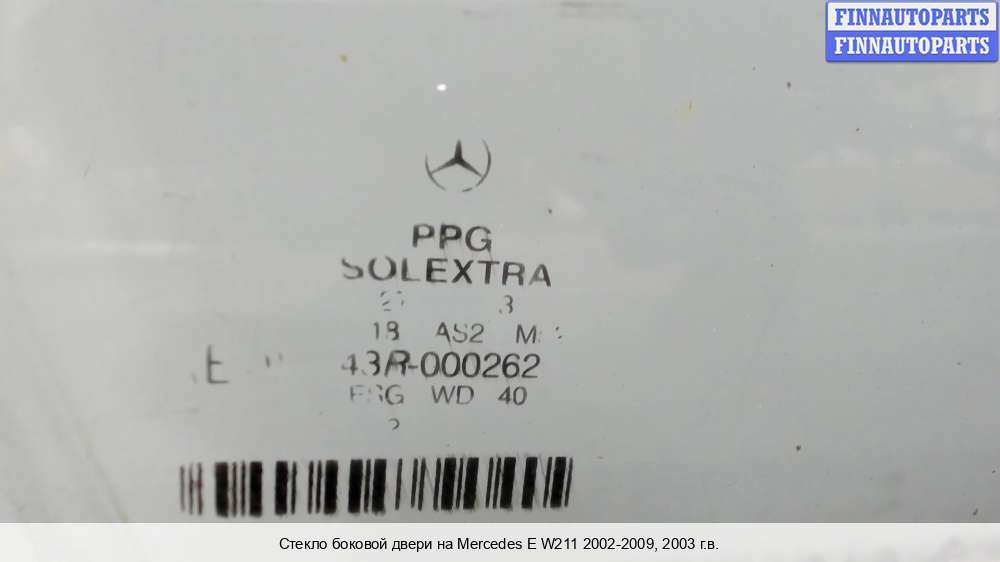 FINNAUTOPARTS
FINNAUTOPARTS
PPG
SOLEXTRA
3
18 AS2
43R-000262
WD 40
Стекло боковой двери на Mercedes E W211 2002-2009, 2003 г.в.